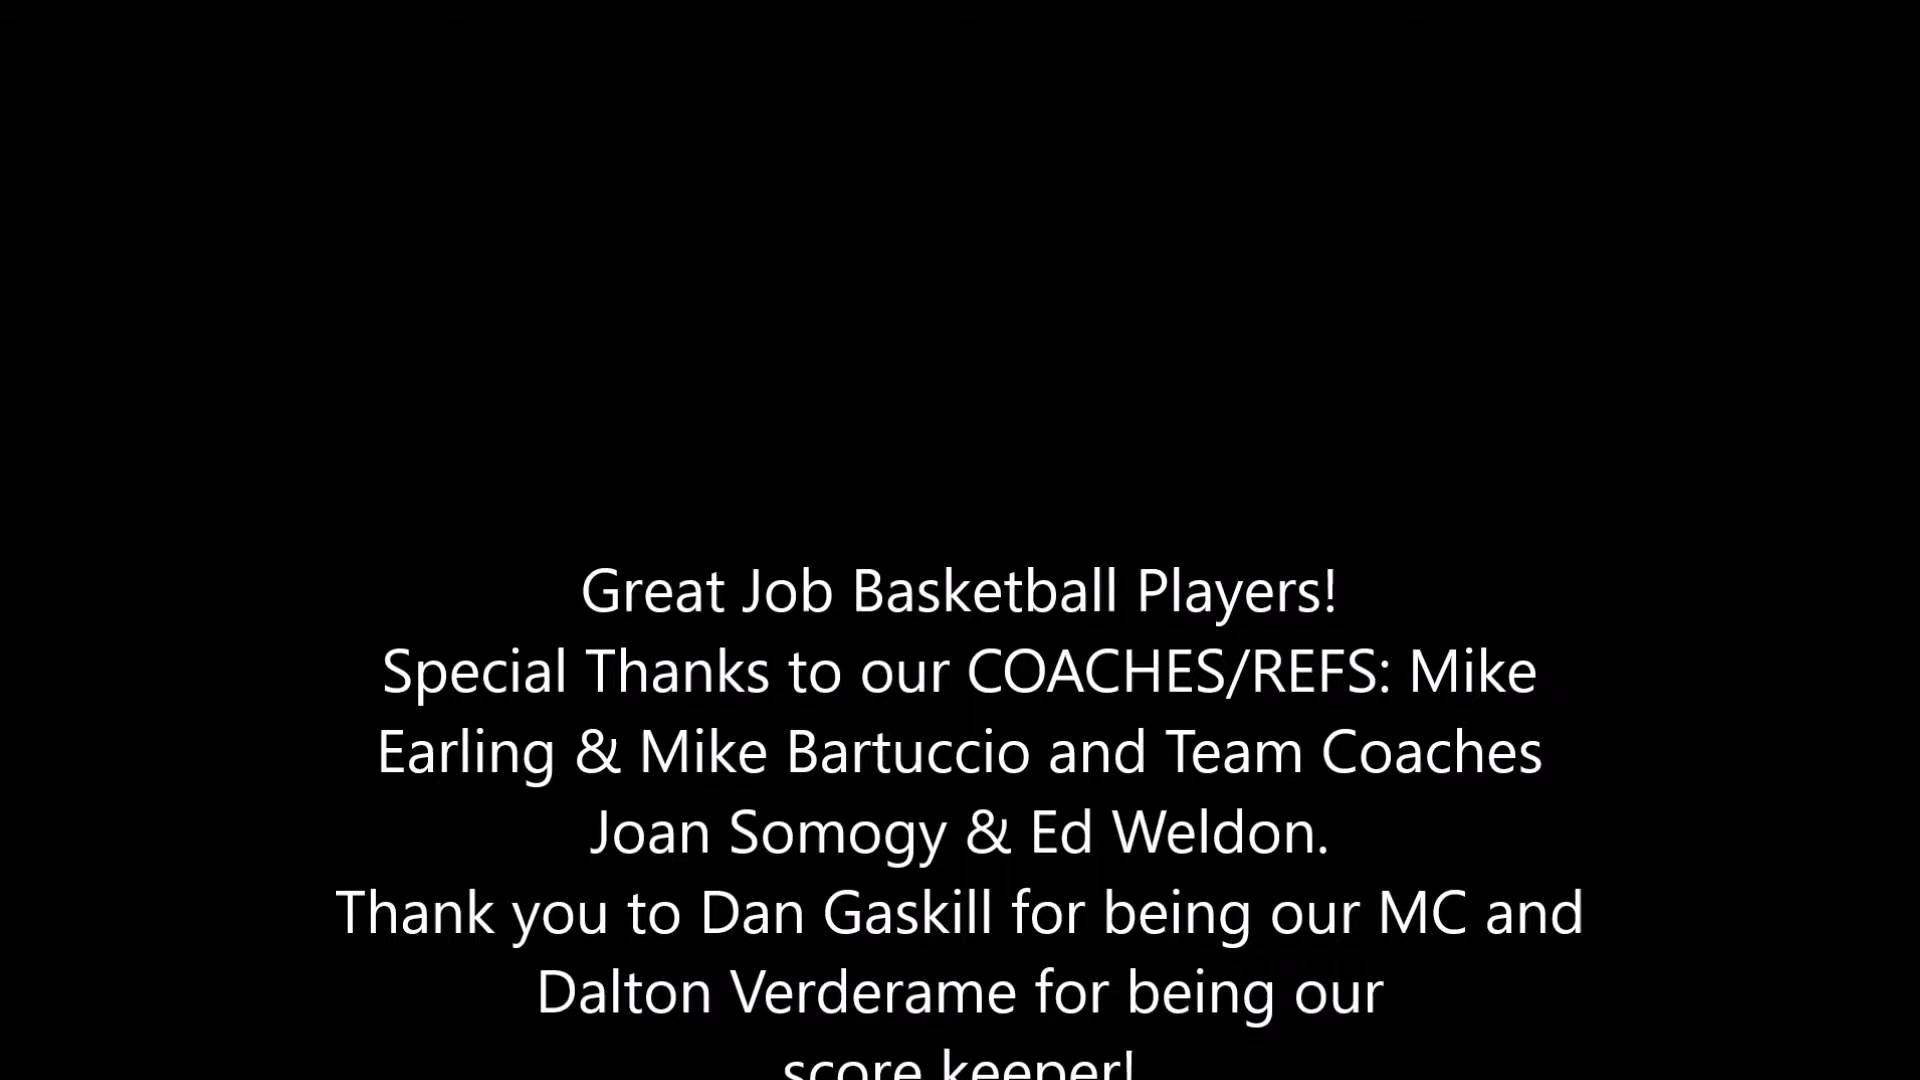 Great Job Basketball Players!
Special Thanks to our COACHES/REFS: Mike
Earling & Mike Bartuccio and Team Coaches
Joan Somogy & Ed Weldon.
Thank you to Dan Gaskill for being our MC and
Dalton Verderame for being our
score keeper!